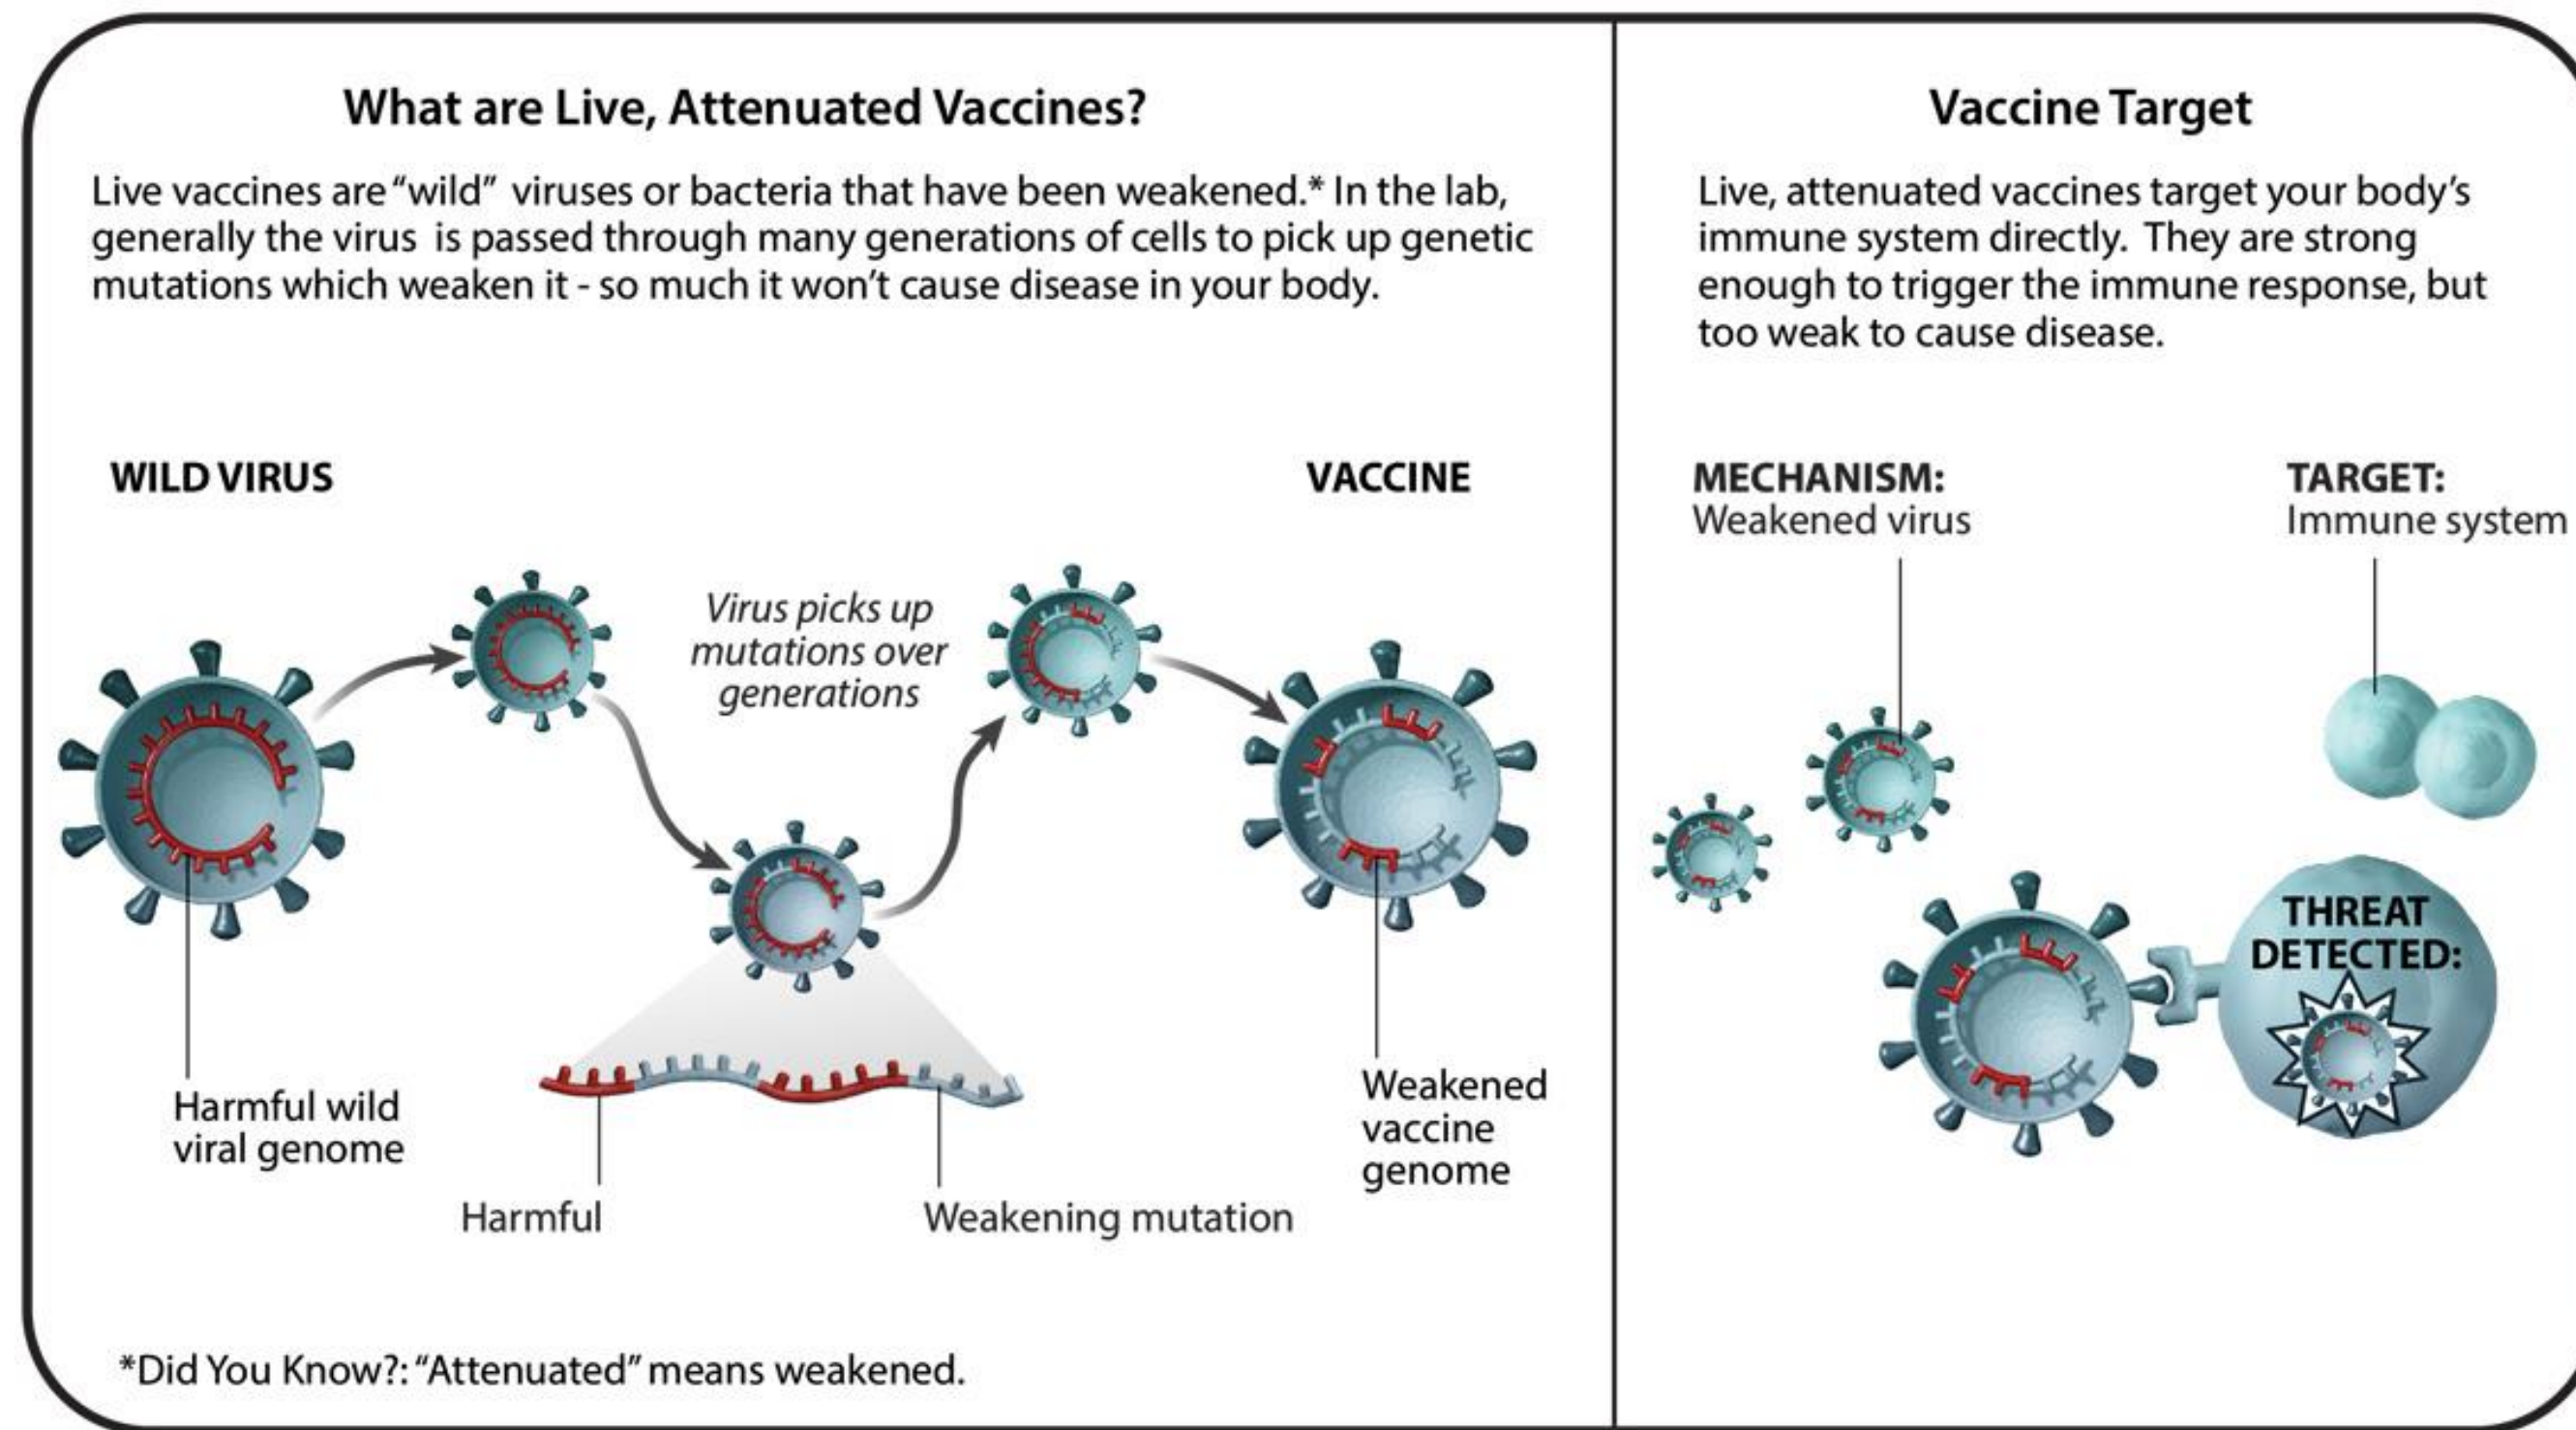 What are Live, Attenuated Vaccines?
Live vaccines are “wild” viruses or bacteria that have been weakened.* In the lab,
generally the virus is passed through many generations of cells to pick up genetic
mutations which weaken it - so much it won’t cause disease in your body.
WILD VIRUS
VACCINE
Virus picks up
mutations over
generations
Harmful wild
viral genome
Harmful
Weakening mutation
Weakened
vaccine
genome
*Did You Know?: “Attenuated” means weakened.
Vaccine Target
Live, attenuated vaccines target your body’s
immune system directly. They are strong
enough to trigger the immune response, but
too weak to cause disease.
MECHANISM:
Weakened virus
TARGET:
Immune system
THREAT
DETECTED: